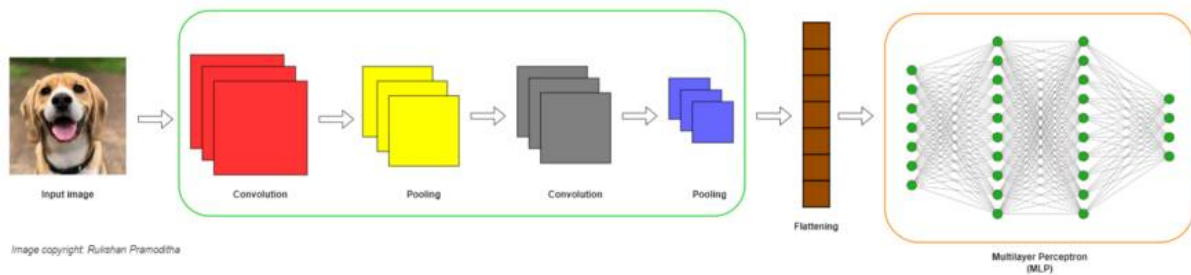 Input image
Convolution
Pooling
Convolution
Pooling
Flattening
Multilayer Perceptron
(MLP)
Image copyright: Rukshan Pramoditha